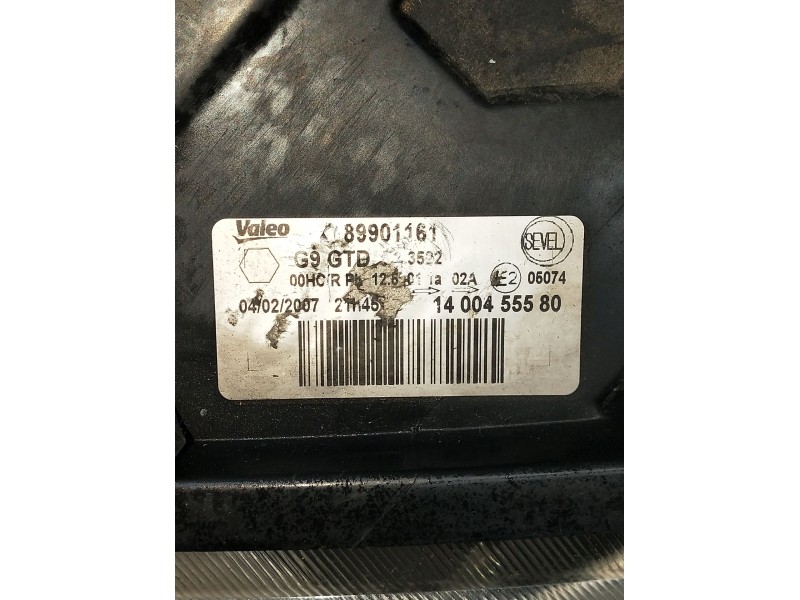 Valeo 89901161 SEVEL
G9 GTD 3592
00HC/R 12.5 01 1a 02A E2 05074
04/02/2007 21h45 14 004 555 80